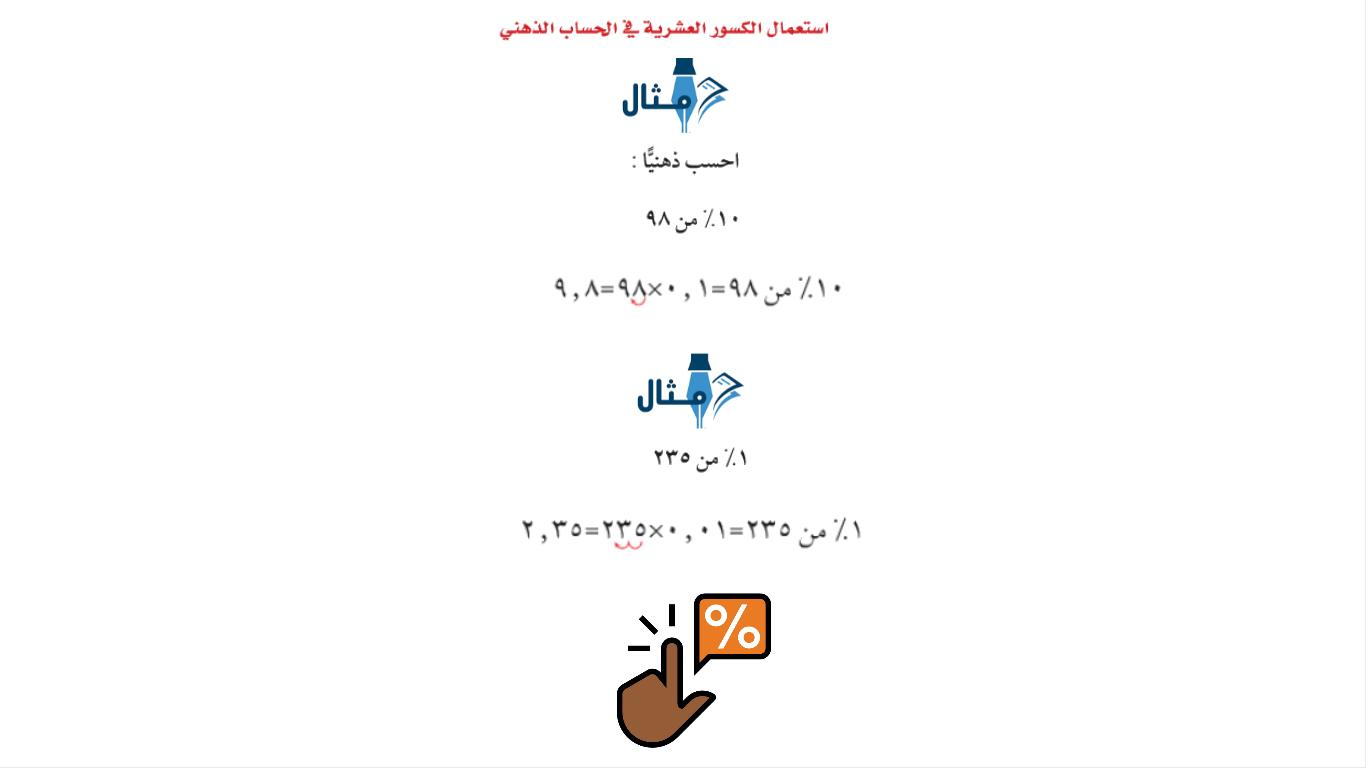 استعمال الكسور العشرية في الحساب الذهني
مثال
احسب ذهنيًّا :
١٠٪ من ٩٨
١٠٪ من ٩٨=٠,١×٩٨=٩,٨
مثال
١٪ من ٢٣٥
١٪ من ٢٣٥=٠,٠١×٢٣٥=٢,٣٥
%